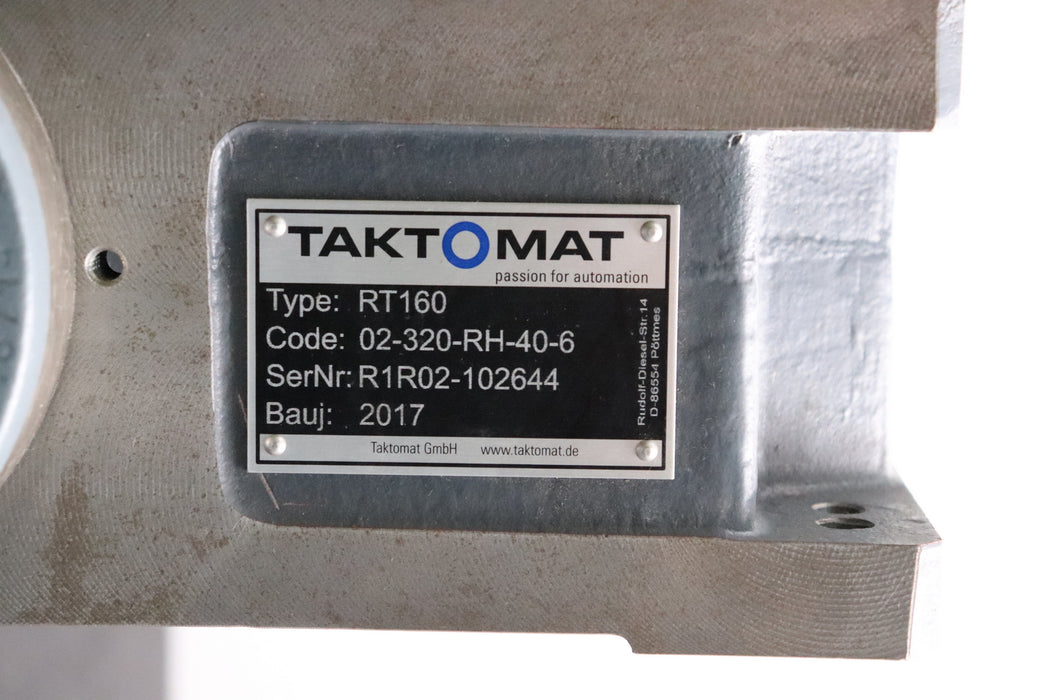 TAKTOMAT
passion for automation
Type: RT160
Code: 02-320-RH-40-6
SerNr: R1R02-102644
Bauj: 2017
Rudolf-Diesel-Str.14
D-86554 Pöttmes
Taktomat GmbH www.taktomat.de